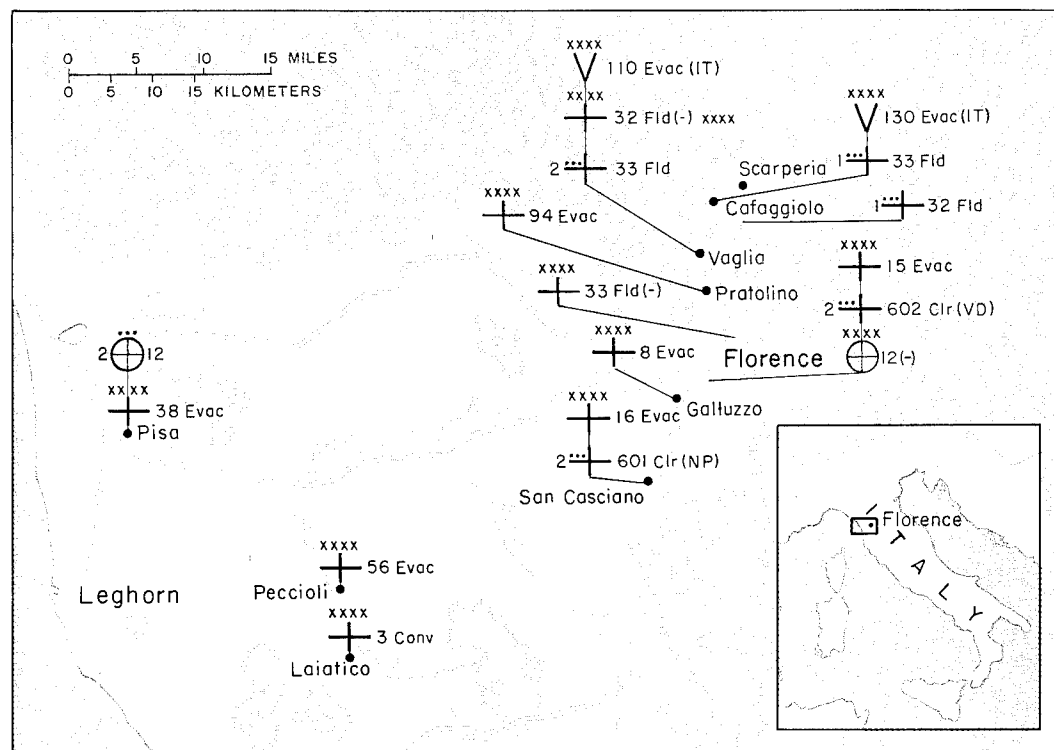 0 5 10 15 MILES
0 5 10 15 KILOMETERS
xxxx
110 Evac (IT)
xxxx
32 Fld (-) xxxx
2 ... 33 Fld
xxxx
130 Evac (IT)
1 ... 33 Fld
Scarperia
Cafaggiolo
xxxx
1 ... 32 Fld
xxxx
94 Evac
Vaglia
Pratolino
xxxx
15 Evac
2 ... 602 Clr (VD)
xxxx
33 Fld (-)
Florence
xxxx
12 (-)
xxxx
8 Evac
Galtuzzo
xxxx
16 Evac
2 ... 601 Clr (NP)
San Casciano
...
2 12
xxxx
38 Evac
Pisa
xxxx
56 Evac
Peccioli
Leghorn
xxxx
3 Conv
Laiatico
Florence
ITALY